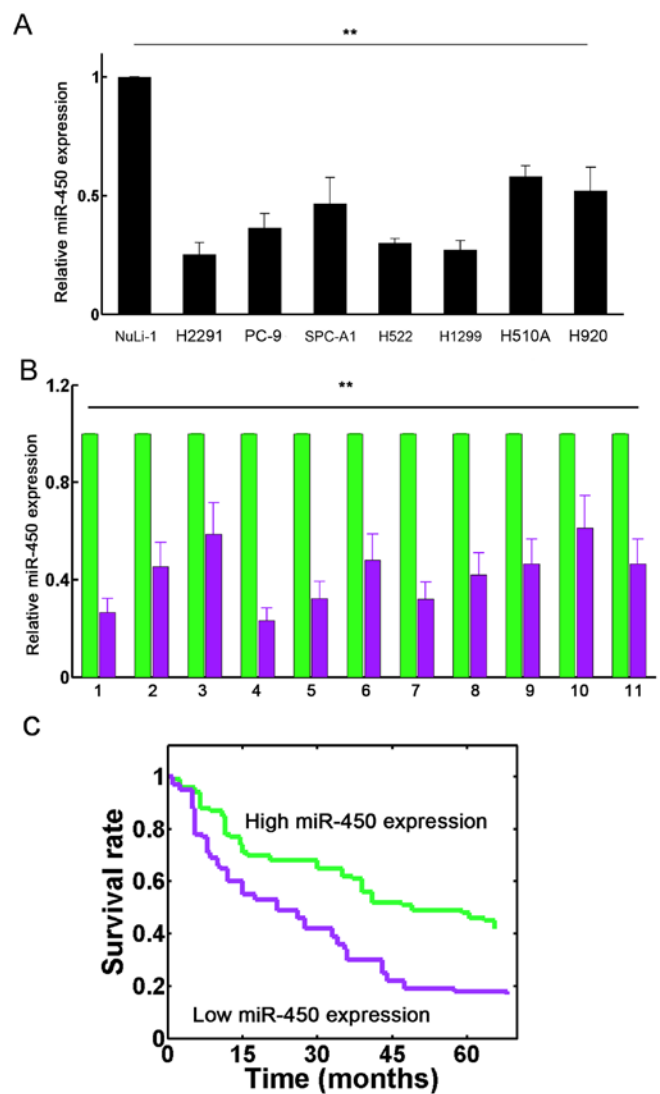 A
**
Relative miR-450 expression
1
0.5
0
NuLi-1 H2291 PC-9 SPC-A1 H522 H1299 H510A H920
B
**
Relative miR-450 expression
1.2
0.8
0.4
0
1 2 3 4 5 6 7 8 9 10 11
C
Survival rate
1
0.8
0.6
0.4
0.2
0
High miR-450 expression
Low miR-450 expression
0 15 30 45 60
Time (months)